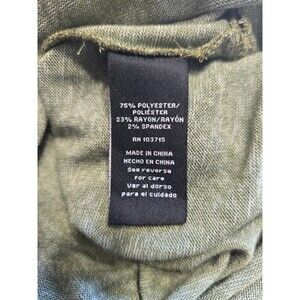 75% POLYESTER/
POLIÉSTER
23% RAYON/RAYÓN
2% SPANDEX
RN 103715
MADE IN CHINA
HECHO EN CHINA
See reverse
for care
Ver al dorso
para el cuidado